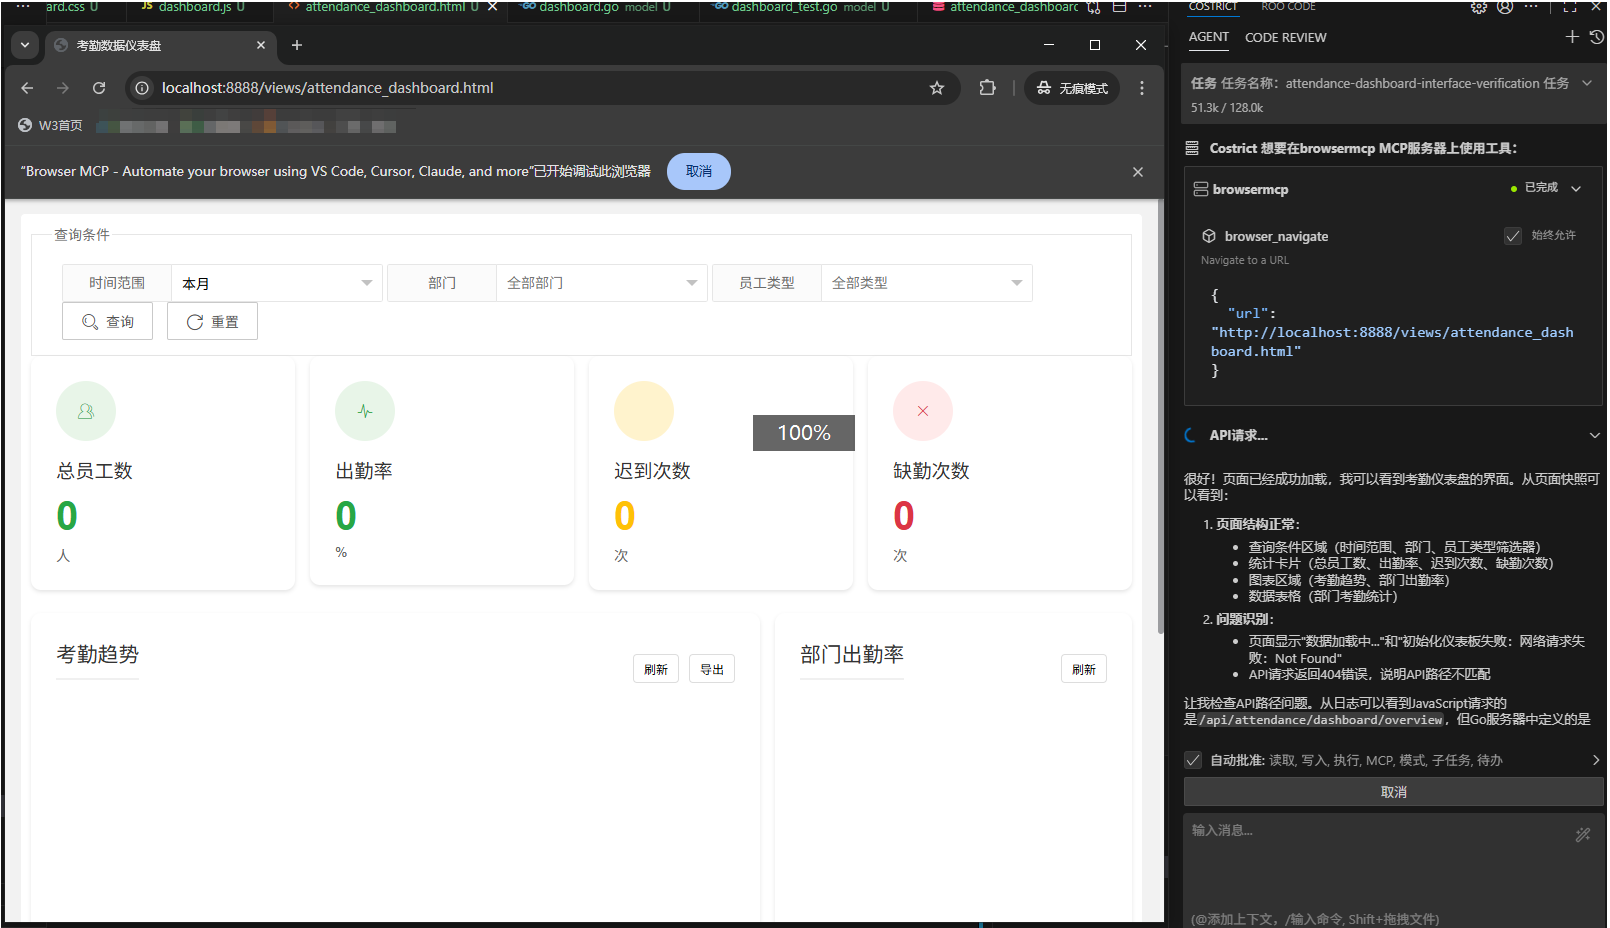 ard.css U
JS dashboard.js U
<> attendance_dashboard.html U
dashboard.go model U
dashboard_test.go model U
attendance_dashboard
考勤数据仪表盘
localhost:8888/views/attendance_dashboard.html
无痕模式
W3首页
“Browser MCP - Automate your browser using VS Code, Cursor, Claude, and more”已开始调试此浏览器
取消
查询条件
时间范围 本月 部门 全部部门 员工类型 全部类型
查询 重置
总员工数
0
人
出勤率
0
%
迟到次数
0
次
缺勤次数
0
次
100%
考勤趋势
刷新 导出
部门出勤率
刷新
COSTRICT ROO CODE
AGENT CODE REVIEW
任务 任务名称：attendance-dashboard-interface-verification 任务
51.3k / 128.0k
Costrict 想要在browsermcp MCP服务器上使用工具：
browsermcp 已完成
browser_navigate 始终允许
Navigate to a URL
{
"url":
"http://localhost:8888/views/attendance_dash
board.html"
}
API请求...
很好！页面已经成功加载，我可以看到考勤仪表盘的界面。从页面快照可
以看到：
1. 页面结构正常：
• 查询条件区域（时间范围、部门、员工类型筛选器）
• 统计卡片（总员工数、出勤率、迟到次数、缺勤次数）
• 图表区域（考勤趋势、部门出勤率）
• 数据表格（部门考勤统计）
2. 问题识别：
• 页面显示"数据加载中..."和"初始化仪表板失败：网络请求失
败：Not Found"
• API请求返回404错误，说明API路径不匹配
让我检查API路径问题。从日志可以看到JavaScript请求的
是/api/attendance/dashboard/overview，但Go服务器中定义的是
自动批准: 读取, 写入, 执行, MCP, 模式, 子任务, 待办
取消
输入消息...
(@添加上下文，/输入命令, Shift+拖拽文件)